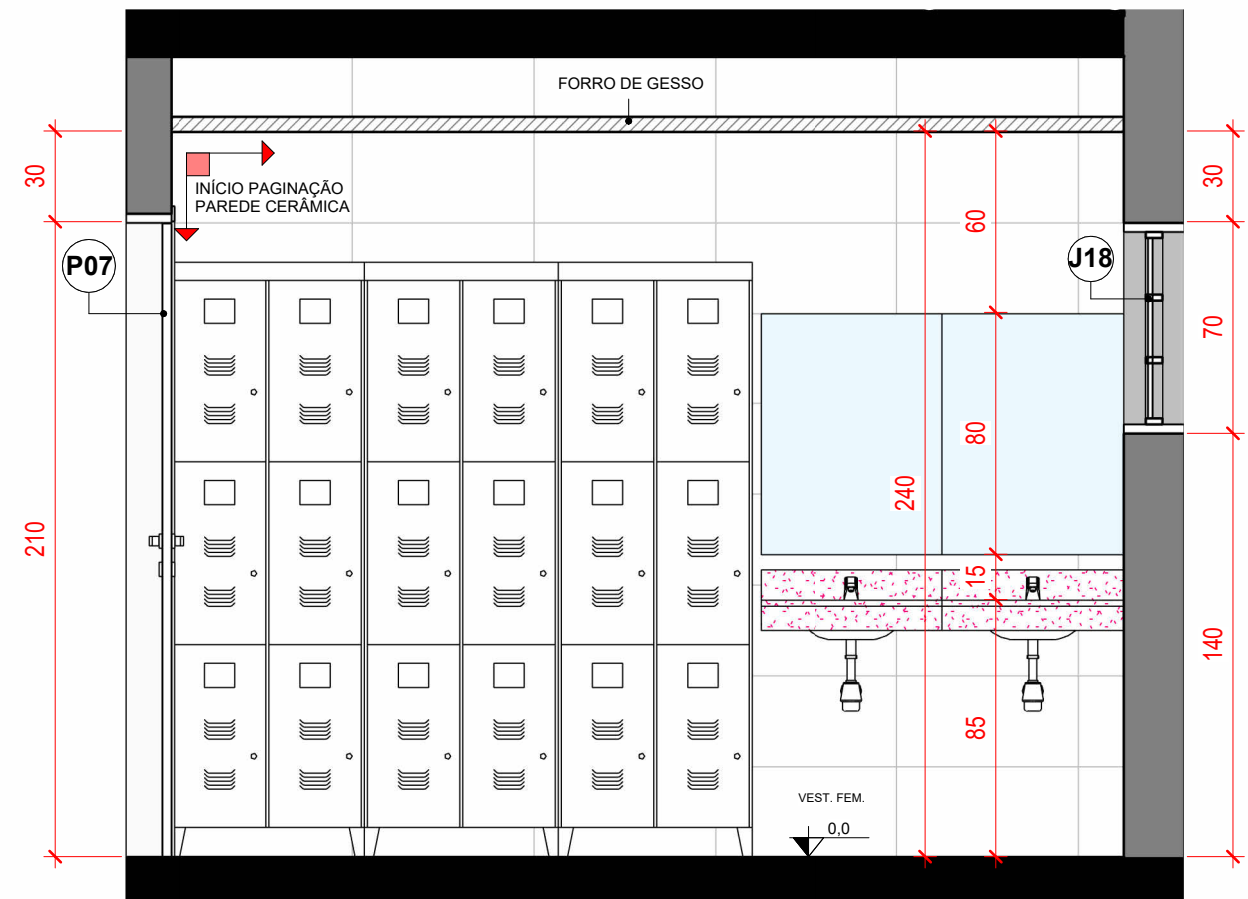 FORRO DE GESSO
30
30
INÍCIO PAGINAÇÃO
PAREDE CERÂMICA
60
P07
J18
70
80
240
210
15
140
85
VEST. FEM.
0,0